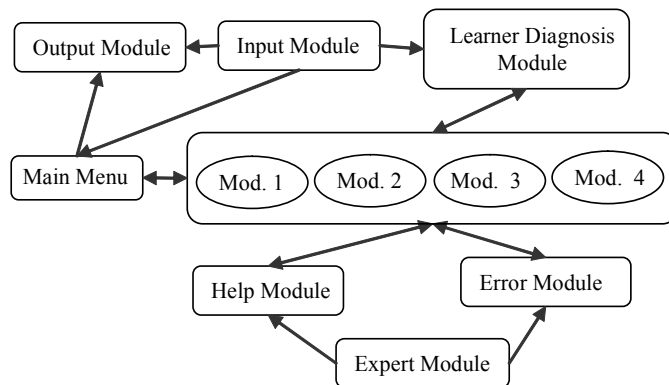 Output Module
Input Module
Learner Diagnosis
Module
Main Menu
Mod. 1
Mod. 2
Mod. 3
Mod. 4
Help Module
Error Module
Expert Module